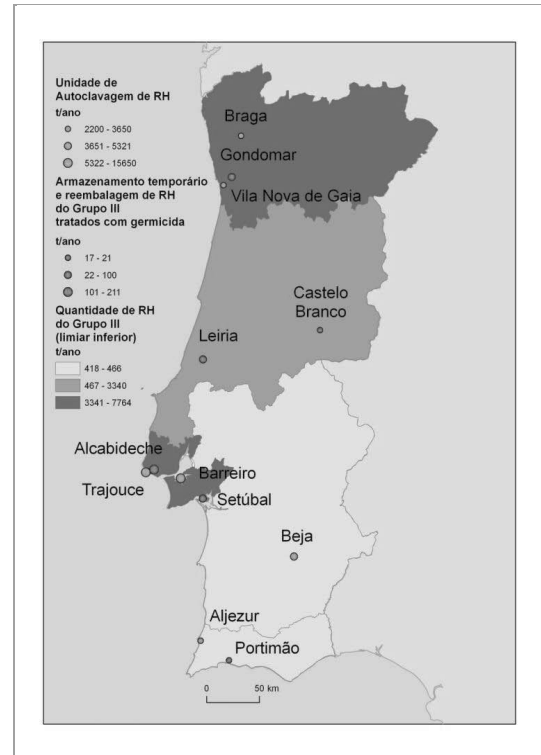 Unidade de
Autoclavagem de RH
t/ano
2200 - 3650
3651 - 5321
5322 - 15650
Armazenamento temporário
e reembalagem de RH
do Grupo III
tratados com germicida
t/ano
17 - 21
22 - 100
101 - 211
Quantidade de RH
do Grupo III
(limiar inferior)
t/ano
418 - 466
467 - 3340
3341 - 7764
Braga
Gondomar
Vila Nova de Gaia
Castelo
Branco
Leiria
Alcabideche
Barreiro
Trajouce
Setúbal
Beja
Aljezur
Portimão
0 50 km